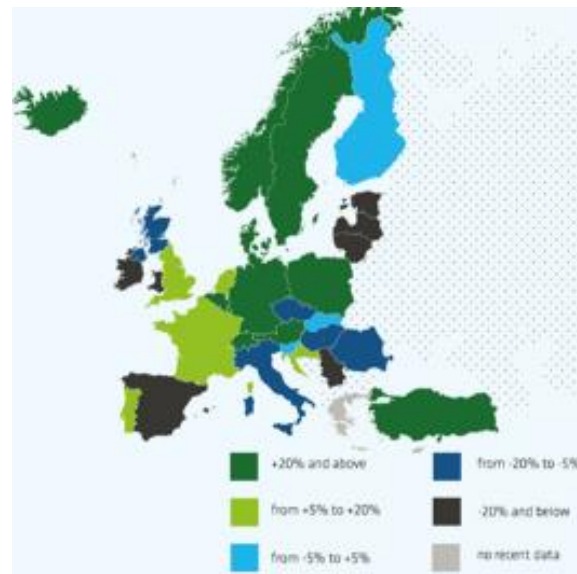 +20% and above
from -20% to -5%
from +5% to +20%
-20% and below
from -5% to +5%
no recent data